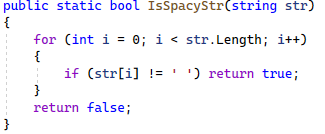 public static bool IsSpacyStr(string str)
{
    for (int i = 0; i < str.Length; i++)
    {
        if (str[i] != ' ') return true;
    }
    return false;
}